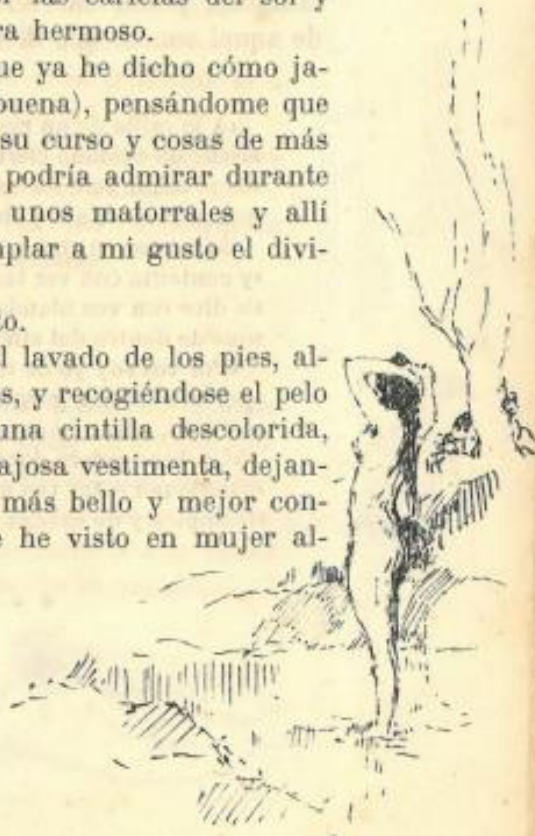 las caricias del sol y
ra hermoso.
ue ya he dicho cómo ja-
buena), pensándome que
su curso y cosas de más
podría admirar durante
unos matorrales y allí
mplar a mi gusto el divi-
to.
l lavado de los pies, al-
s, y recogiéndose el pelo
una cintilla descolorida,
ajosa vestimenta, dejan-
más bello y mejor con-
e he visto en mujer al-